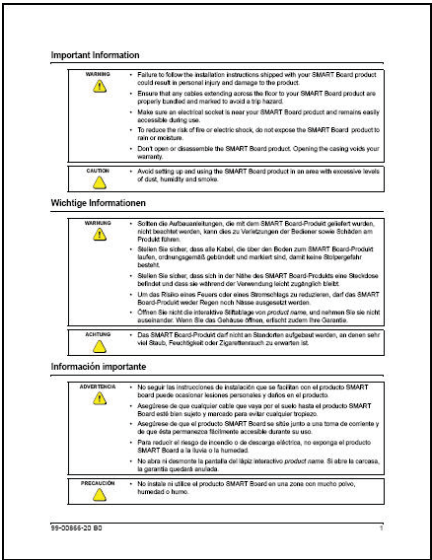 Important Information
WARNING
• Failure to follow the installation instructions shipped with your SMART Board product
could result in personal injury and damage to the product.
• Ensure that any cables extending across the floor to your SMART Board product are
properly bundled and marked to avoid a trip hazard.
• Make sure an electrical socket is near your SMART Board product and remains easily
accessible during use.
• To reduce the risk of fire or electric shock, do not expose the SMART Board product to
rain or moisture.
• Don't open or disassemble the SMART Board product. Opening the casing voids your
warranty.
CAUTION
• Avoid setting up and using the SMART Board product in an area with excessive levels
of dust, humidity and smoke.
Wichtige Informationen
WARNUNG
• Sollten die Aufbauanleitungen, die mit dem SMART Board-Produkt geliefert wurden,
nicht beachtet werden, kann dies zu Verletzungen der Bediener sowie Schäden am
Produkt führen.
• Stellen Sie sicher, dass alle Kabel, die über den Boden zum SMART Board-Produkt
laufen, ordnungsgemäß gebündelt und markiert sind, damit keine Stolpergefahr
besteht.
• Stellen Sie sicher, dass sich in der Nähe des SMART Board-Produkts eine Steckdose
befindet und dass sie während der Verwendung leicht zugänglich bleibt.
• Um das Risiko eines Feuers oder eines Stromschlags zu reduzieren, darf das SMART
Board-Produkt weder Regen noch Nässe ausgesetzt werden.
• Öffnen Sie nicht die interaktive Stiftablage von product name, und nehmen Sie sie nicht
auseinander. Wenn Sie das Gehäuse öffnen, erlischt zudem Ihre Garantie.
ACHTUNG
• Das SMART Board-Produkt darf nicht an Standorten aufgebaut werden, an denen sehr
viel Staub, Feuchtigkeit oder Zigarettenrauch zu erwarten ist.
Información importante
ADVERTENCIA
• No seguir las instrucciones de instalación que se facilitan con el producto SMART
board puede ocasionar lesiones personales y daños en el producto.
• Asegúrese de que cualquier cable que vaya por el suelo hasta el producto SMART
Board esté bien sujeto y marcado para evitar cualquier tropiezo.
• Asegúrese de que el producto SMART Board se sitúe junto a una toma de corriente y
de que ésta permanezca fácilmente accesible durante su uso.
• Para reducir el riesgo de incendio o de descarga eléctrica, no exponga el producto
SMART Board a la lluvia o la humedad.
• No abra ni desmonte la pantalla del lápiz interactivo product name. Si abre la carcasa,
la garantía quedará anulada.
PRECAUCIÓN
• No instale ni utilice el producto SMART Board en una zona con mucho polvo,
humedad o humo.
99-00866-20 B0 1